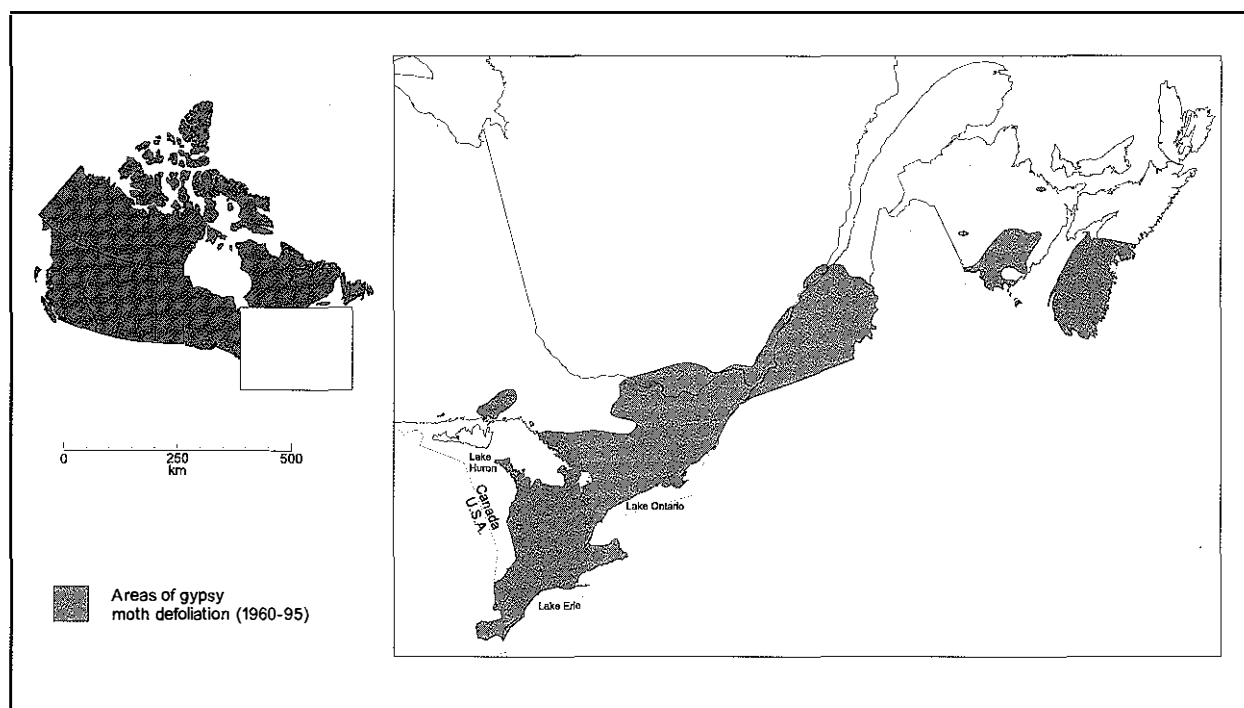 0 250 500
km
Areas of gypsy
moth defoliation (1960-95)
Lake
Huron
Canada
U.S.A.
Lake Ontario
Lake Erie